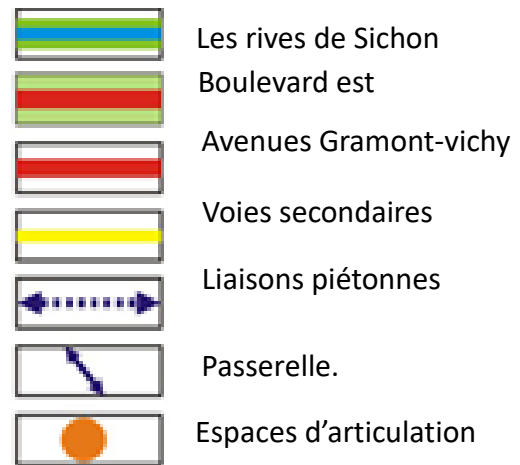 Les rives de Sichon
Boulevard est
Avenues Gramont-vichy
Voies secondaires
Liaisons piétonnes
Passerelle.
Espaces d’articulation